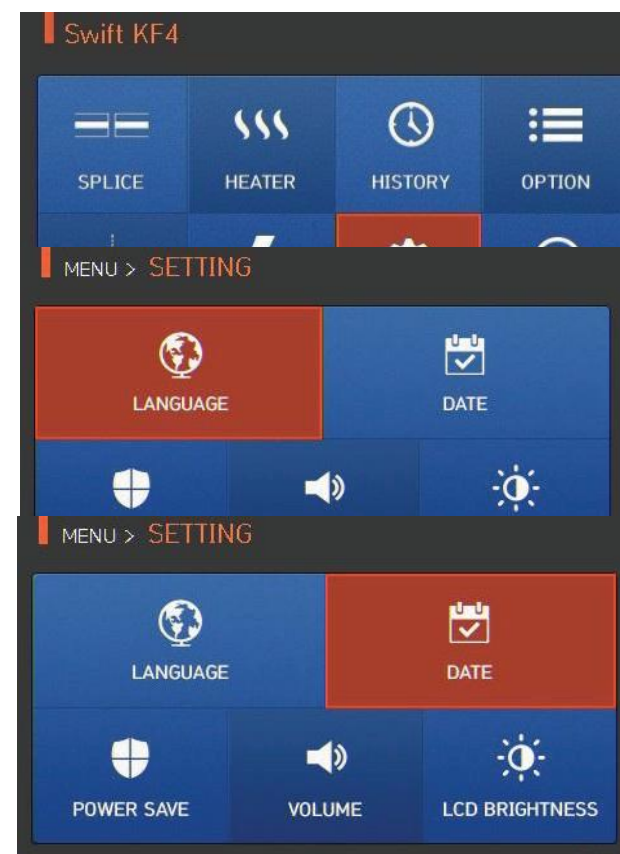 Swift KF4
SPLICE HEATER HISTORY OPTION
MENU > SETTING
LANGUAGE DATE
MENU > SETTING
LANGUAGE DATE
POWER SAVE VOLUME LCD BRIGHTNESS